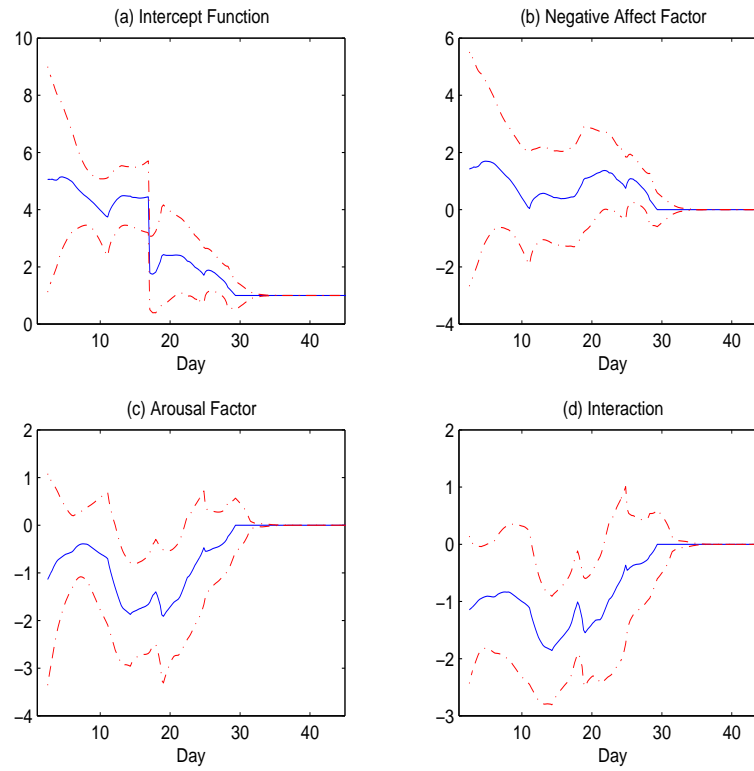 (a) Intercept Function
10
8
6
4
2
0
10 20 30 40
Day
(b) Negative Affect Factor
6
4
2
0
−2
−4
10 20 30 40
Day
(c) Arousal Factor
2
1
0
−1
−2
−3
−4
10 20 30 40
Day
(d) Interaction
2
1
0
−1
−2
−3
10 20 30 40
Day